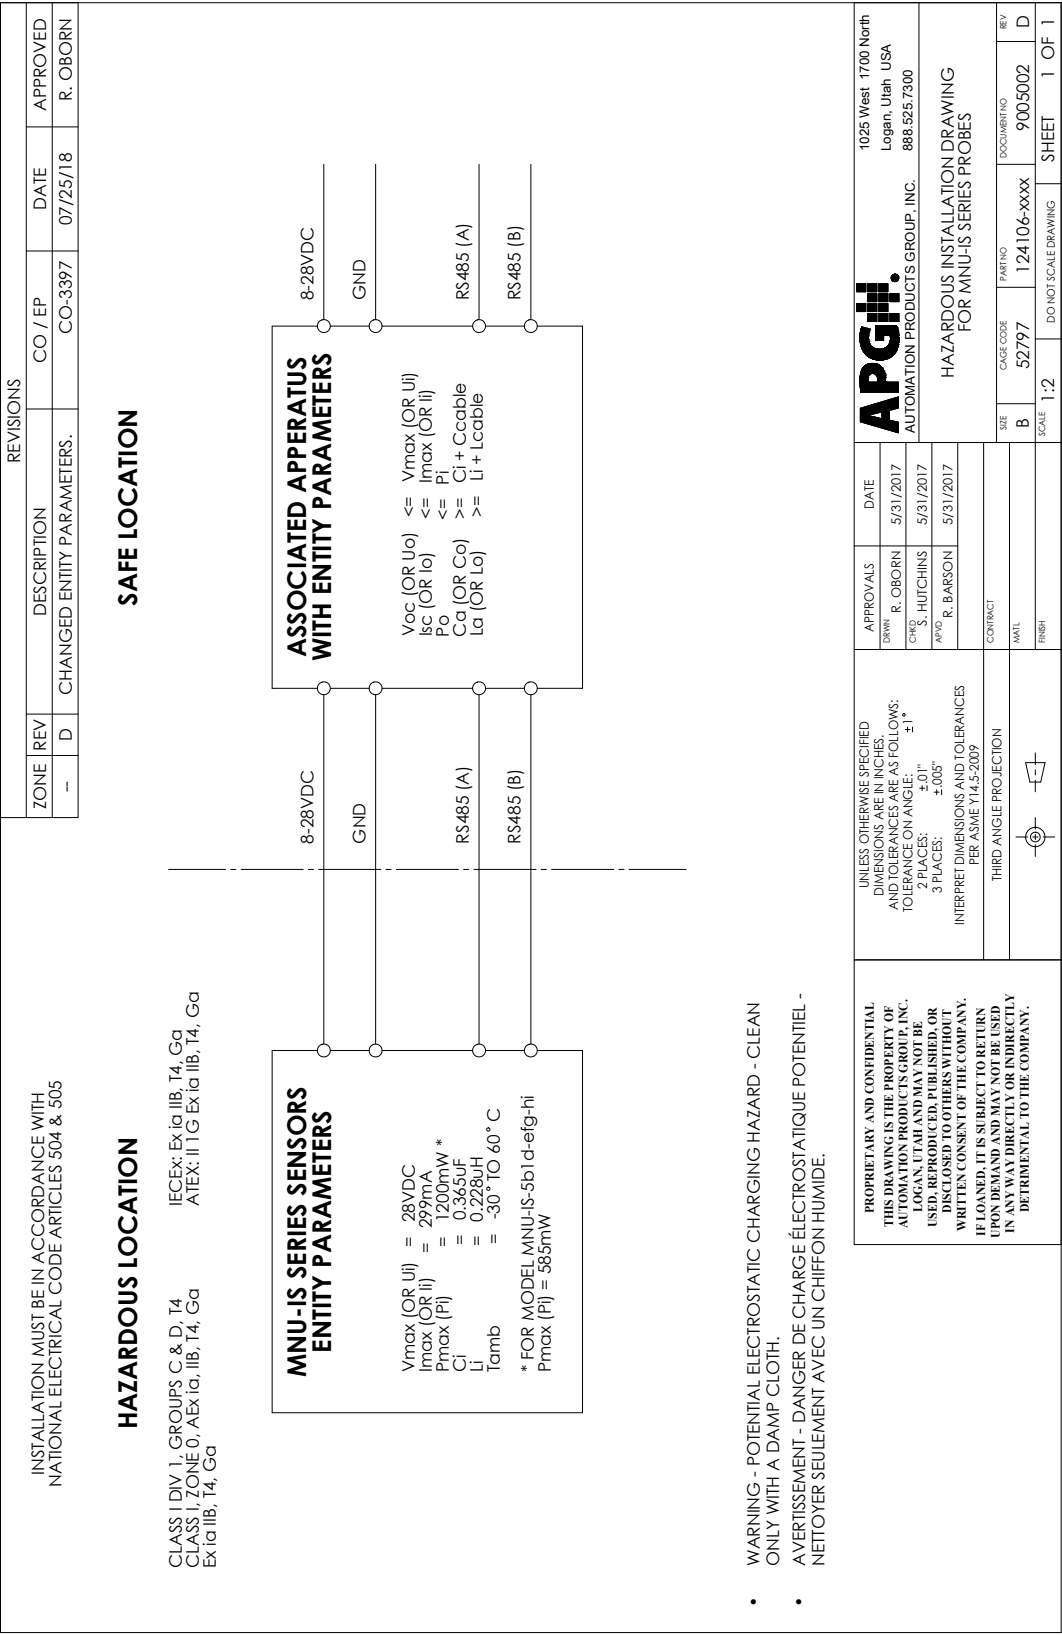 INSTALLATION MUST BE IN ACCORDANCE WITH
NATIONAL ELECTRICAL CODE ARTICLES 504 & 505
REVISIONS
ZONE REV DESCRIPTION CO / EP DATE APPROVED
-- D CHANGED ENTITY PARAMETERS. CO-3397 07/25/18 R. OBORN
HAZARDOUS LOCATION
SAFE LOCATION
CLASS I DIV 1, GROUPS C & D, T4
CLASS I, ZONE 0, AEx ia, IIB, T4, Ga
Ex ia IIB, T4, Ga
IECEx: Ex ia IIB, T4, Ga
ATEX: II 1G Ex ia IIB, T4, Ga
MNU-IS SERIES SENSORS
ENTITY PARAMETERS
Vmax (OR Ui) = 28VDC
Imax (OR Ii) = 299mA
Pmax (Pi) = 1200mW *
Ci = 0.365uF
Li = 0.228uH
Tamb = -30° TO 60° C
* FOR MODEL MNU-IS-5b1d-efg-hi
Pmax (Pi) = 585mW
8-28VDC
GND
RS485 (A)
RS485 (B)
ASSOCIATED APPERATUS
WITH ENTITY PARAMETERS
Voc (OR Uo) <= Vmax (OR Ui)
Isc (OR Io) <= Imax (OR Ii)
Po <= Pi
Ca (OR Co) >= Ci + Ccable
La (OR Lo) >= Li + Lcable
8-28VDC
GND
RS485 (A)
RS485 (B)
• WARNING - POTENTIAL ELECTROSTATIC CHARGING HAZARD - CLEAN
ONLY WITH A DAMP CLOTH.
• AVERTISSEMENT - DANGER DE CHARGE ÉLECTROSTATIQUE POTENTIEL -
NETTOYER SEULEMENT AVEC UN CHIFFON HUMIDE.
PROPRIETARY AND CONFIDENTIAL
THIS DRAWING IS THE PROPERTY OF
AUTOMATION PRODUCTS GROUP, INC.
LOGAN, UTAH AND MAY NOT BE
USED, REPRODUCED, PUBLISHED, OR
DISCLOSED TO OTHERS WITHOUT
WRITTEN CONSENT OF THE COMPANY.
IF LOANED, IT IS SUBJECT TO RETURN
UPON DEMAND AND MAY NOT BE USED
IN ANY WAY DIRECTLY OR INDIRECTLY
DETRIMENTAL TO THE COMPANY.
UNLESS OTHERWISE SPECIFIED
DIMENSIONS ARE IN INCHES.
AND TOLERANCES ARE AS FOLLOWS:
TOLERANCE ON ANGLE: ±1°
2 PLACES: ±.01"
3 PLACES: ±.005"
INTERPRET DIMENSIONS AND TOLERANCES
PER ASME Y14.5-2009
THIRD ANGLE PROJECTION
APPROVALS DATE
DRWN R. OBORN 5/31/2017
CHKD S. HUTCHINS 5/31/2017
APVD R. BARSON 5/31/2017
CONTRACT
MATL
FINISH
APG
AUTOMATION PRODUCTS GROUP, INC.
1025 West 1700 North
Logan, Utah USA
888.525.7300
HAZARDOUS INSTALLATION DRAWING
FOR MNU-IS SERIES PROBES
SIZE CAGE CODE PART NO DOCUMENT NO REV
B 52797 124106-xxxx 9005002 D
SCALE 1:2 DO NOT SCALE DRAWING SHEET 1 OF 1